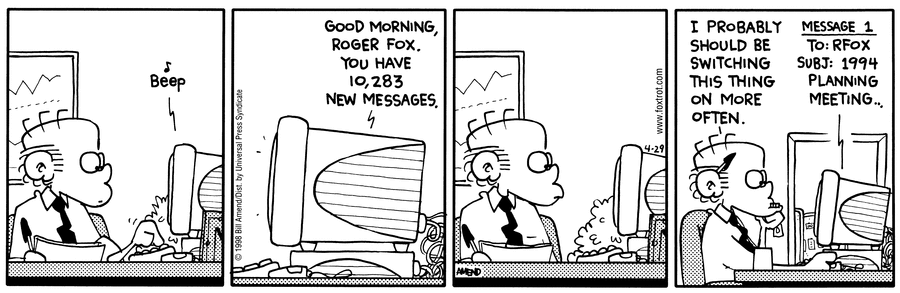 ♪
Beep
GOOD MORNING,
ROGER FOX.
YOU HAVE
10,283
NEW MESSAGES.
© 1998 Bill Amend/Dist. by Universal Press Syndicate
www.foxtrot.com
4-29
AMEND
I PROBABLY
SHOULD BE
SWITCHING
THIS THING
ON MORE
OFTEN.
MESSAGE 1
TO: RFOX
SUBJ: 1994
PLANNING
MEETING...